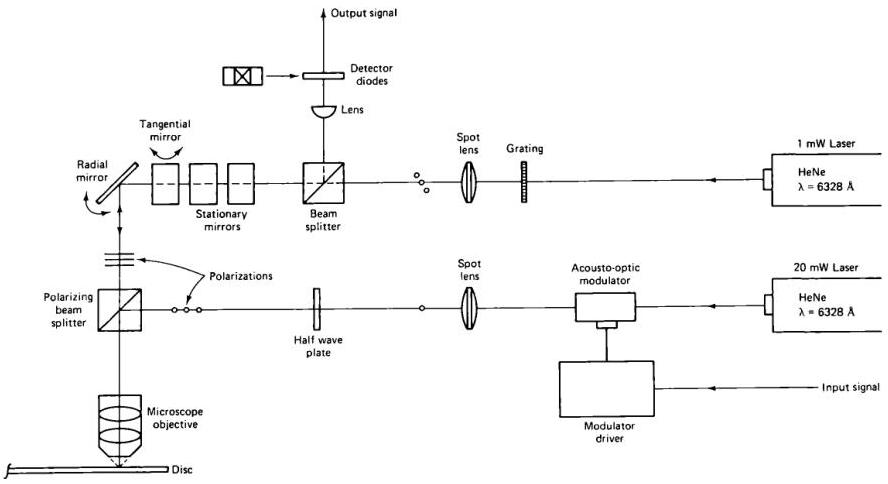 Output signal
Detector
diodes
Lens
Tangential
mirror
Radial
mirror
Stationary
mirrors
Beam
splitter
Spot
lens
Grating
1 mW Laser
HeNe
λ = 6328 Å
Polarizations
Polarizing
beam
splitter
Half wave
plate
Spot
lens
Acousto-optic
modulator
20 mW Laser
HeNe
λ = 6328 Å
Input signal
Modulator
driver
Microscope
objective
Disc